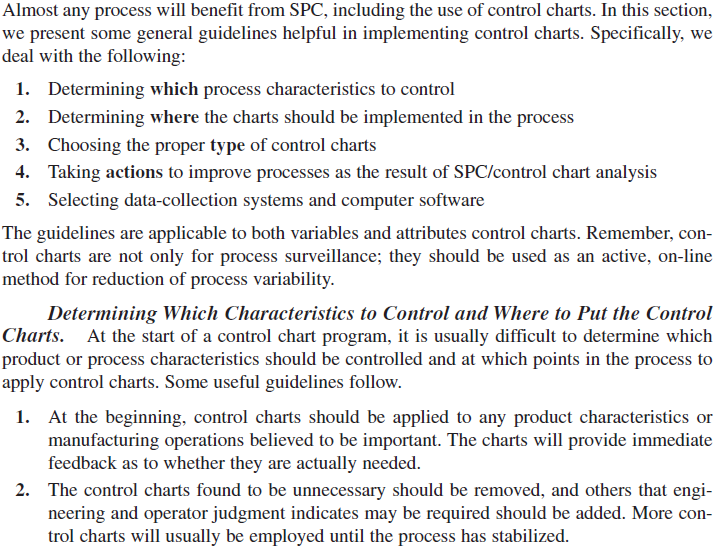 Almost any process will benefit from SPC, including the use of control charts. In this section,
we present some general guidelines helpful in implementing control charts. Specifically, we
deal with the following:
1. Determining which process characteristics to control
2. Determining where the charts should be implemented in the process
3. Choosing the proper type of control charts
4. Taking actions to improve processes as the result of SPC/control chart analysis
5. Selecting data-collection systems and computer software
The guidelines are applicable to both variables and attributes control charts. Remember, con-
trol charts are not only for process surveillance; they should be used as an active, on-line
method for reduction of process variability.
Determining Which Characteristics to Control and Where to Put the Control
Charts. At the start of a control chart program, it is usually difficult to determine which
product or process characteristics should be controlled and at which points in the process to
apply control charts. Some useful guidelines follow.
1. At the beginning, control charts should be applied to any product characteristics or
manufacturing operations believed to be important. The charts will provide immediate
feedback as to whether they are actually needed.
2. The control charts found to be unnecessary should be removed, and others that engi-
neering and operator judgment indicates may be required should be added. More con-
trol charts will usually be employed until the process has stabilized.